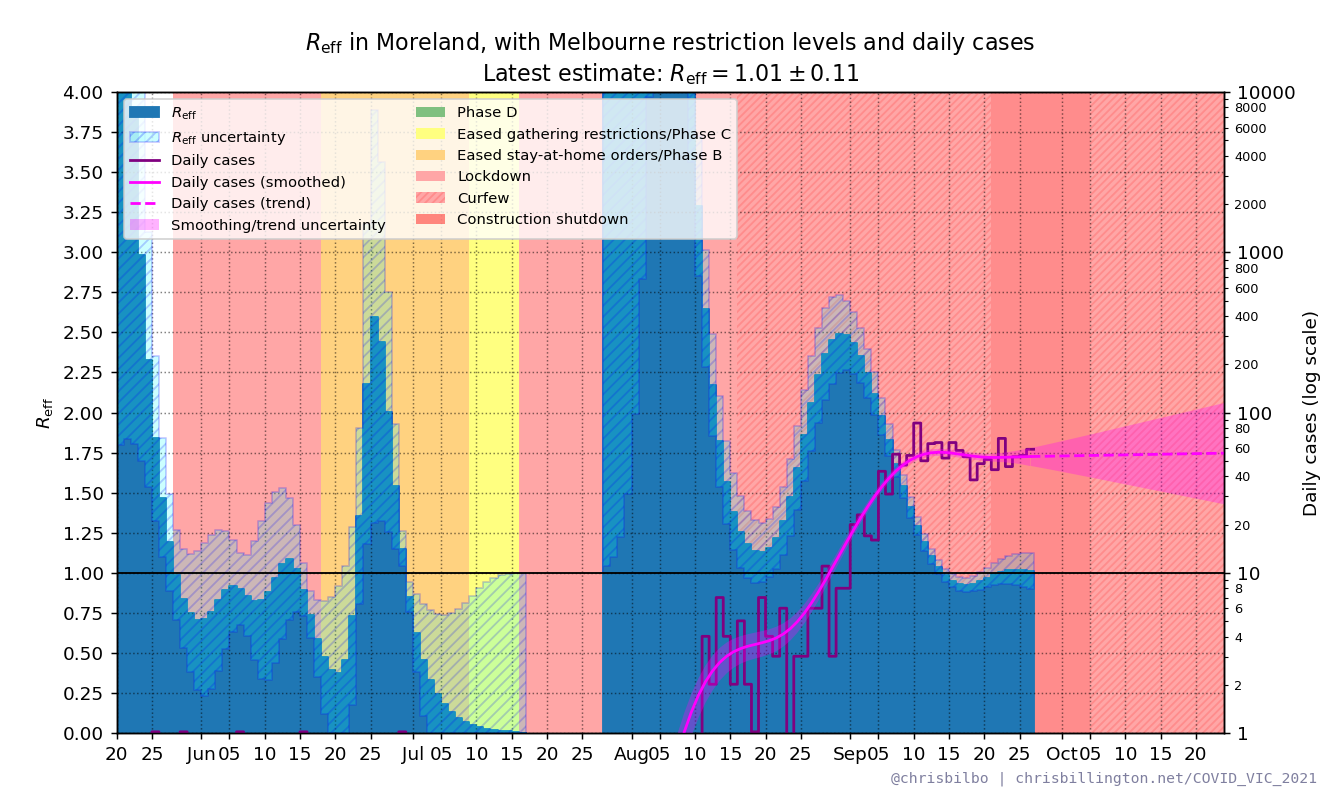 Reff in Moreland, with Melbourne restriction levels and daily cases
Latest estimate: Reff = 1.01 ± 0.11
Reff
Reff uncertainty
Daily cases
Daily cases (smoothed)
Daily cases (trend)
Smoothing/trend uncertainty
Phase D
Eased gathering restrictions/Phase C
Eased stay-at-home orders/Phase B
Lockdown
Curfew
Construction shutdown
Reff
4.00
3.75
3.50
3.25
3.00
2.75
2.50
2.25
2.00
1.75
1.50
1.25
1.00
0.75
0.50
0.25
0.00
10000
8000
6000
4000
2000
1000
800
600
400
200
100
80
60
40
20
10
8
6
4
2
1
Daily cases (log scale)
20 25 Jun 05 10 15 20 25 Jul 05 10 15 20 25 Aug 05 10 15 20 25 Sep 05 10 15 20 25 Oct 05 10 15 20
@chrisbilbo | chrisbillington.net/COVID_VIC_2021